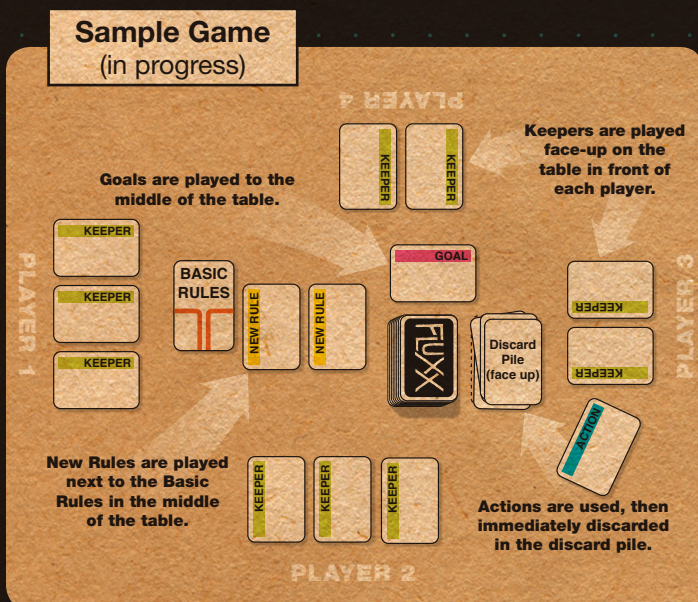 Sample Game
(in progress)
PLAYER 4
KEEPER
KEEPER
Keepers are played
face-up on the
table in front of
each player.
Goals are played to the
middle of the table.
PLAYER 1
KEEPER
KEEPER
KEEPER
BASIC
RULES
NEW RULE
NEW RULE
GOAL
FLUXX
Discard
Pile
(face up)
PLAYER 3
KEEPER
KEEPER
ACTION
New Rules are played
next to the Basic
Rules in the middle
of the table.
KEEPER
KEEPER
KEEPER
Actions are used, then
immediately discarded
in the discard pile.
PLAYER 2